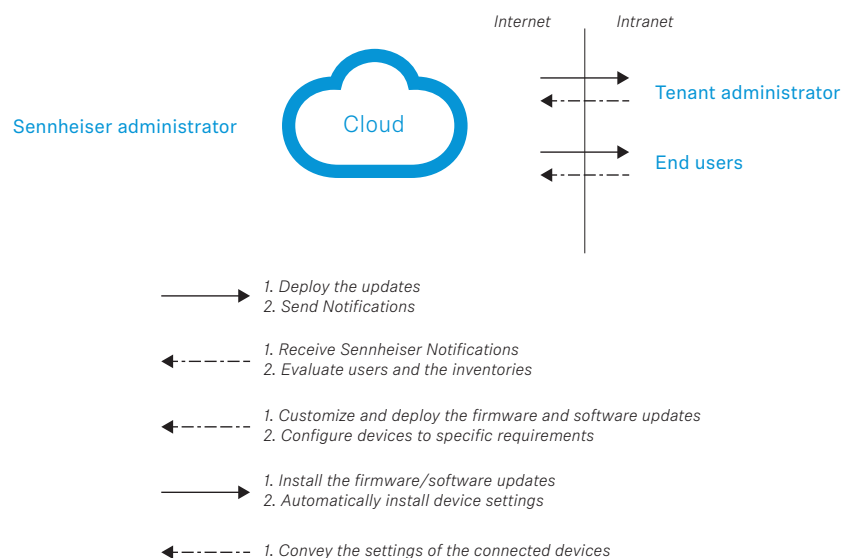 Internet
Intranet
Tenant administrator
Sennheiser administrator
Cloud
End users
1. Deploy the updates
2. Send Notifications
1. Receive Sennheiser Notifications
2. Evaluate users and the inventories
1. Customize and deploy the firmware and software updates
2. Configure devices to specific requirements
1. Install the firmware/software updates
2. Automatically install device settings
1. Convey the settings of the connected devices